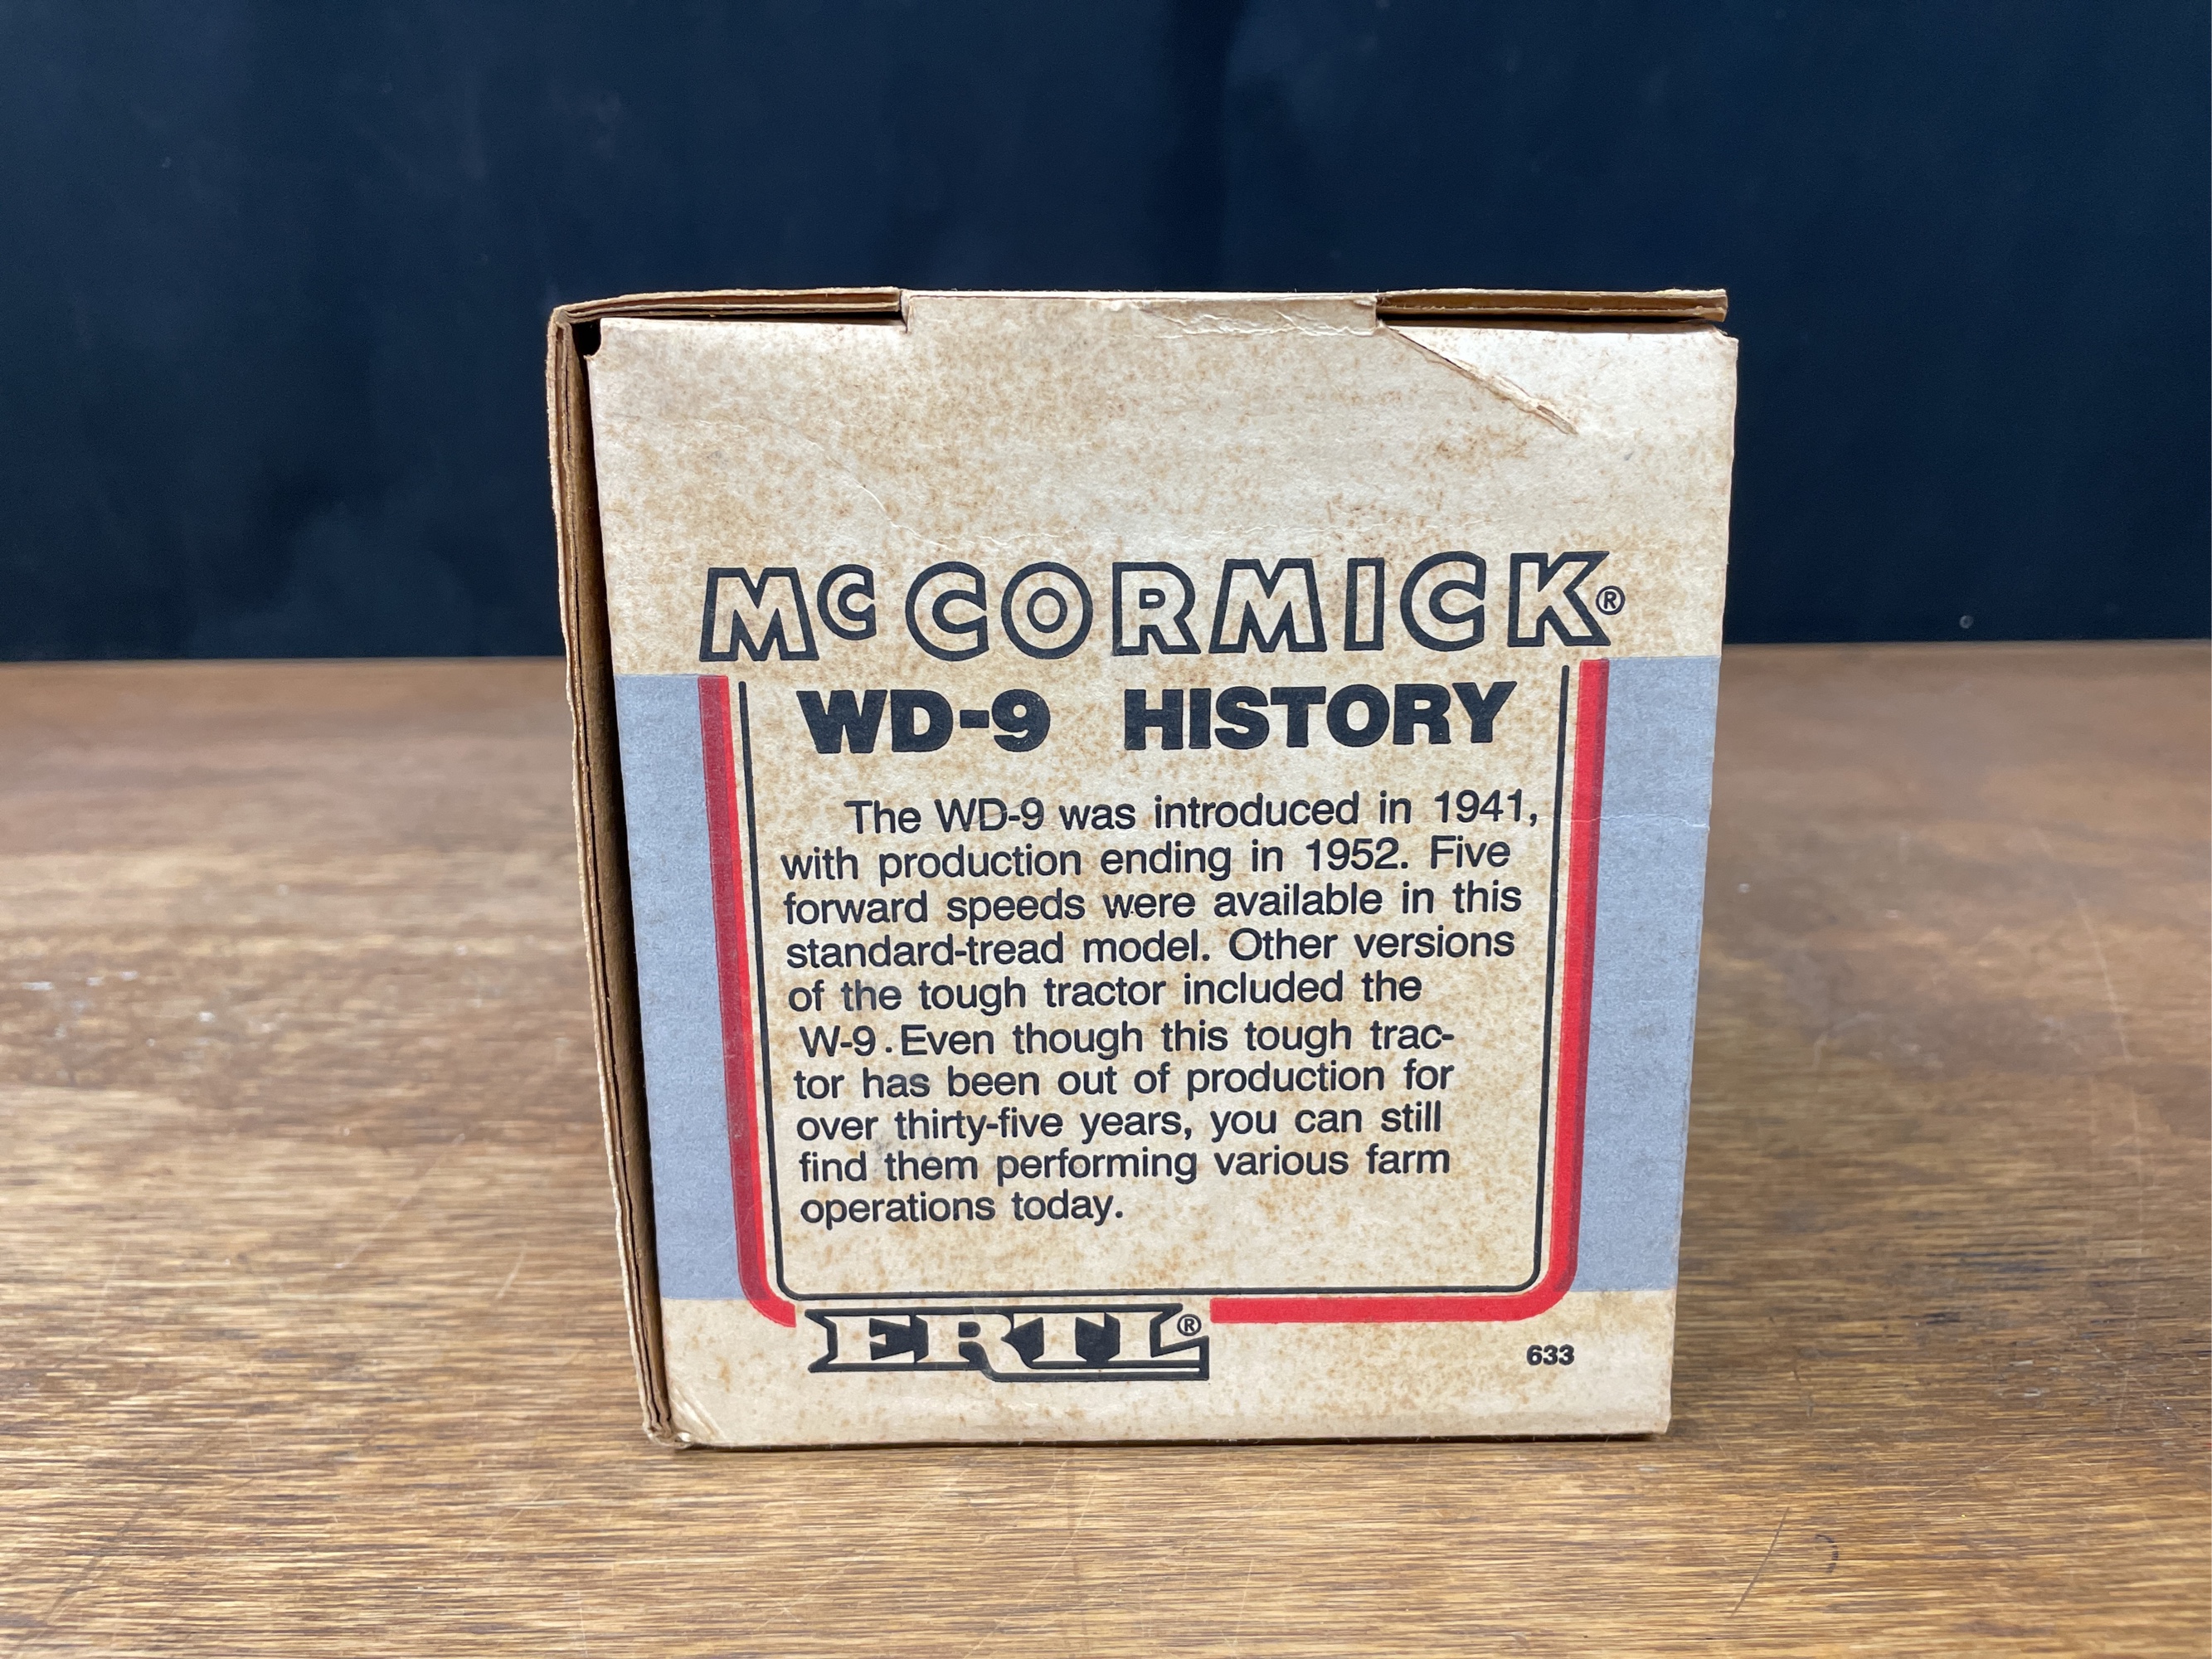 McCORMICK®
WD-9 HISTORY
The WD-9 was introduced in 1941,
with production ending in 1952. Five
forward speeds were available in this
standard-tread model. Other versions
of the tough tractor included the
W-9. Even though this tough trac-
tor has been out of production for
over thirty-five years, you can still
find them performing various farm
operations today.
ERTL®
633